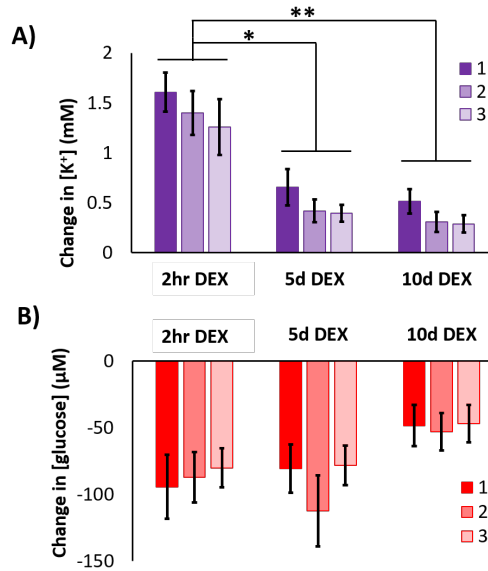 A)
**
*
Change in [K⁺] (mM)
2
1.5
1
0.5
0
1
2
3
2hr DEX 5d DEX 10d DEX
B)
2hr DEX 5d DEX 10d DEX
Change in [glucose] (μM)
0
-50
-100
-150
1
2
3